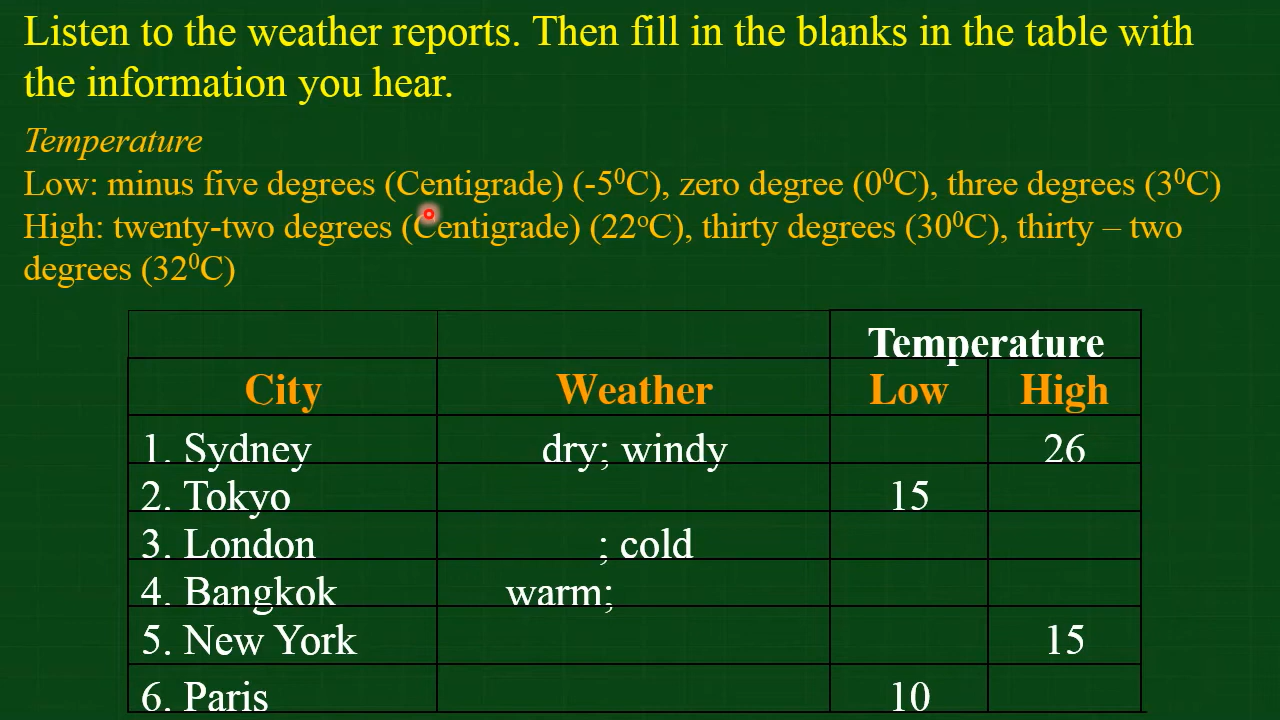 Listen to the weather reports. Then fill in the blanks in the table with
the information you hear.
Temperature
Low: minus five degrees (Centigrade) (-5⁰C), zero degree (0⁰C), three degrees (3⁰C)
High: twenty-two degrees (Centigrade) (22ᵒC), thirty degrees (30⁰C), thirty – two
degrees (32⁰C)
Temperature
City Weather Low High
1. Sydney dry; windy 26
2. Tokyo 15
3. London ; cold
4. Bangkok warm;
5. New York 15
6. Paris 10